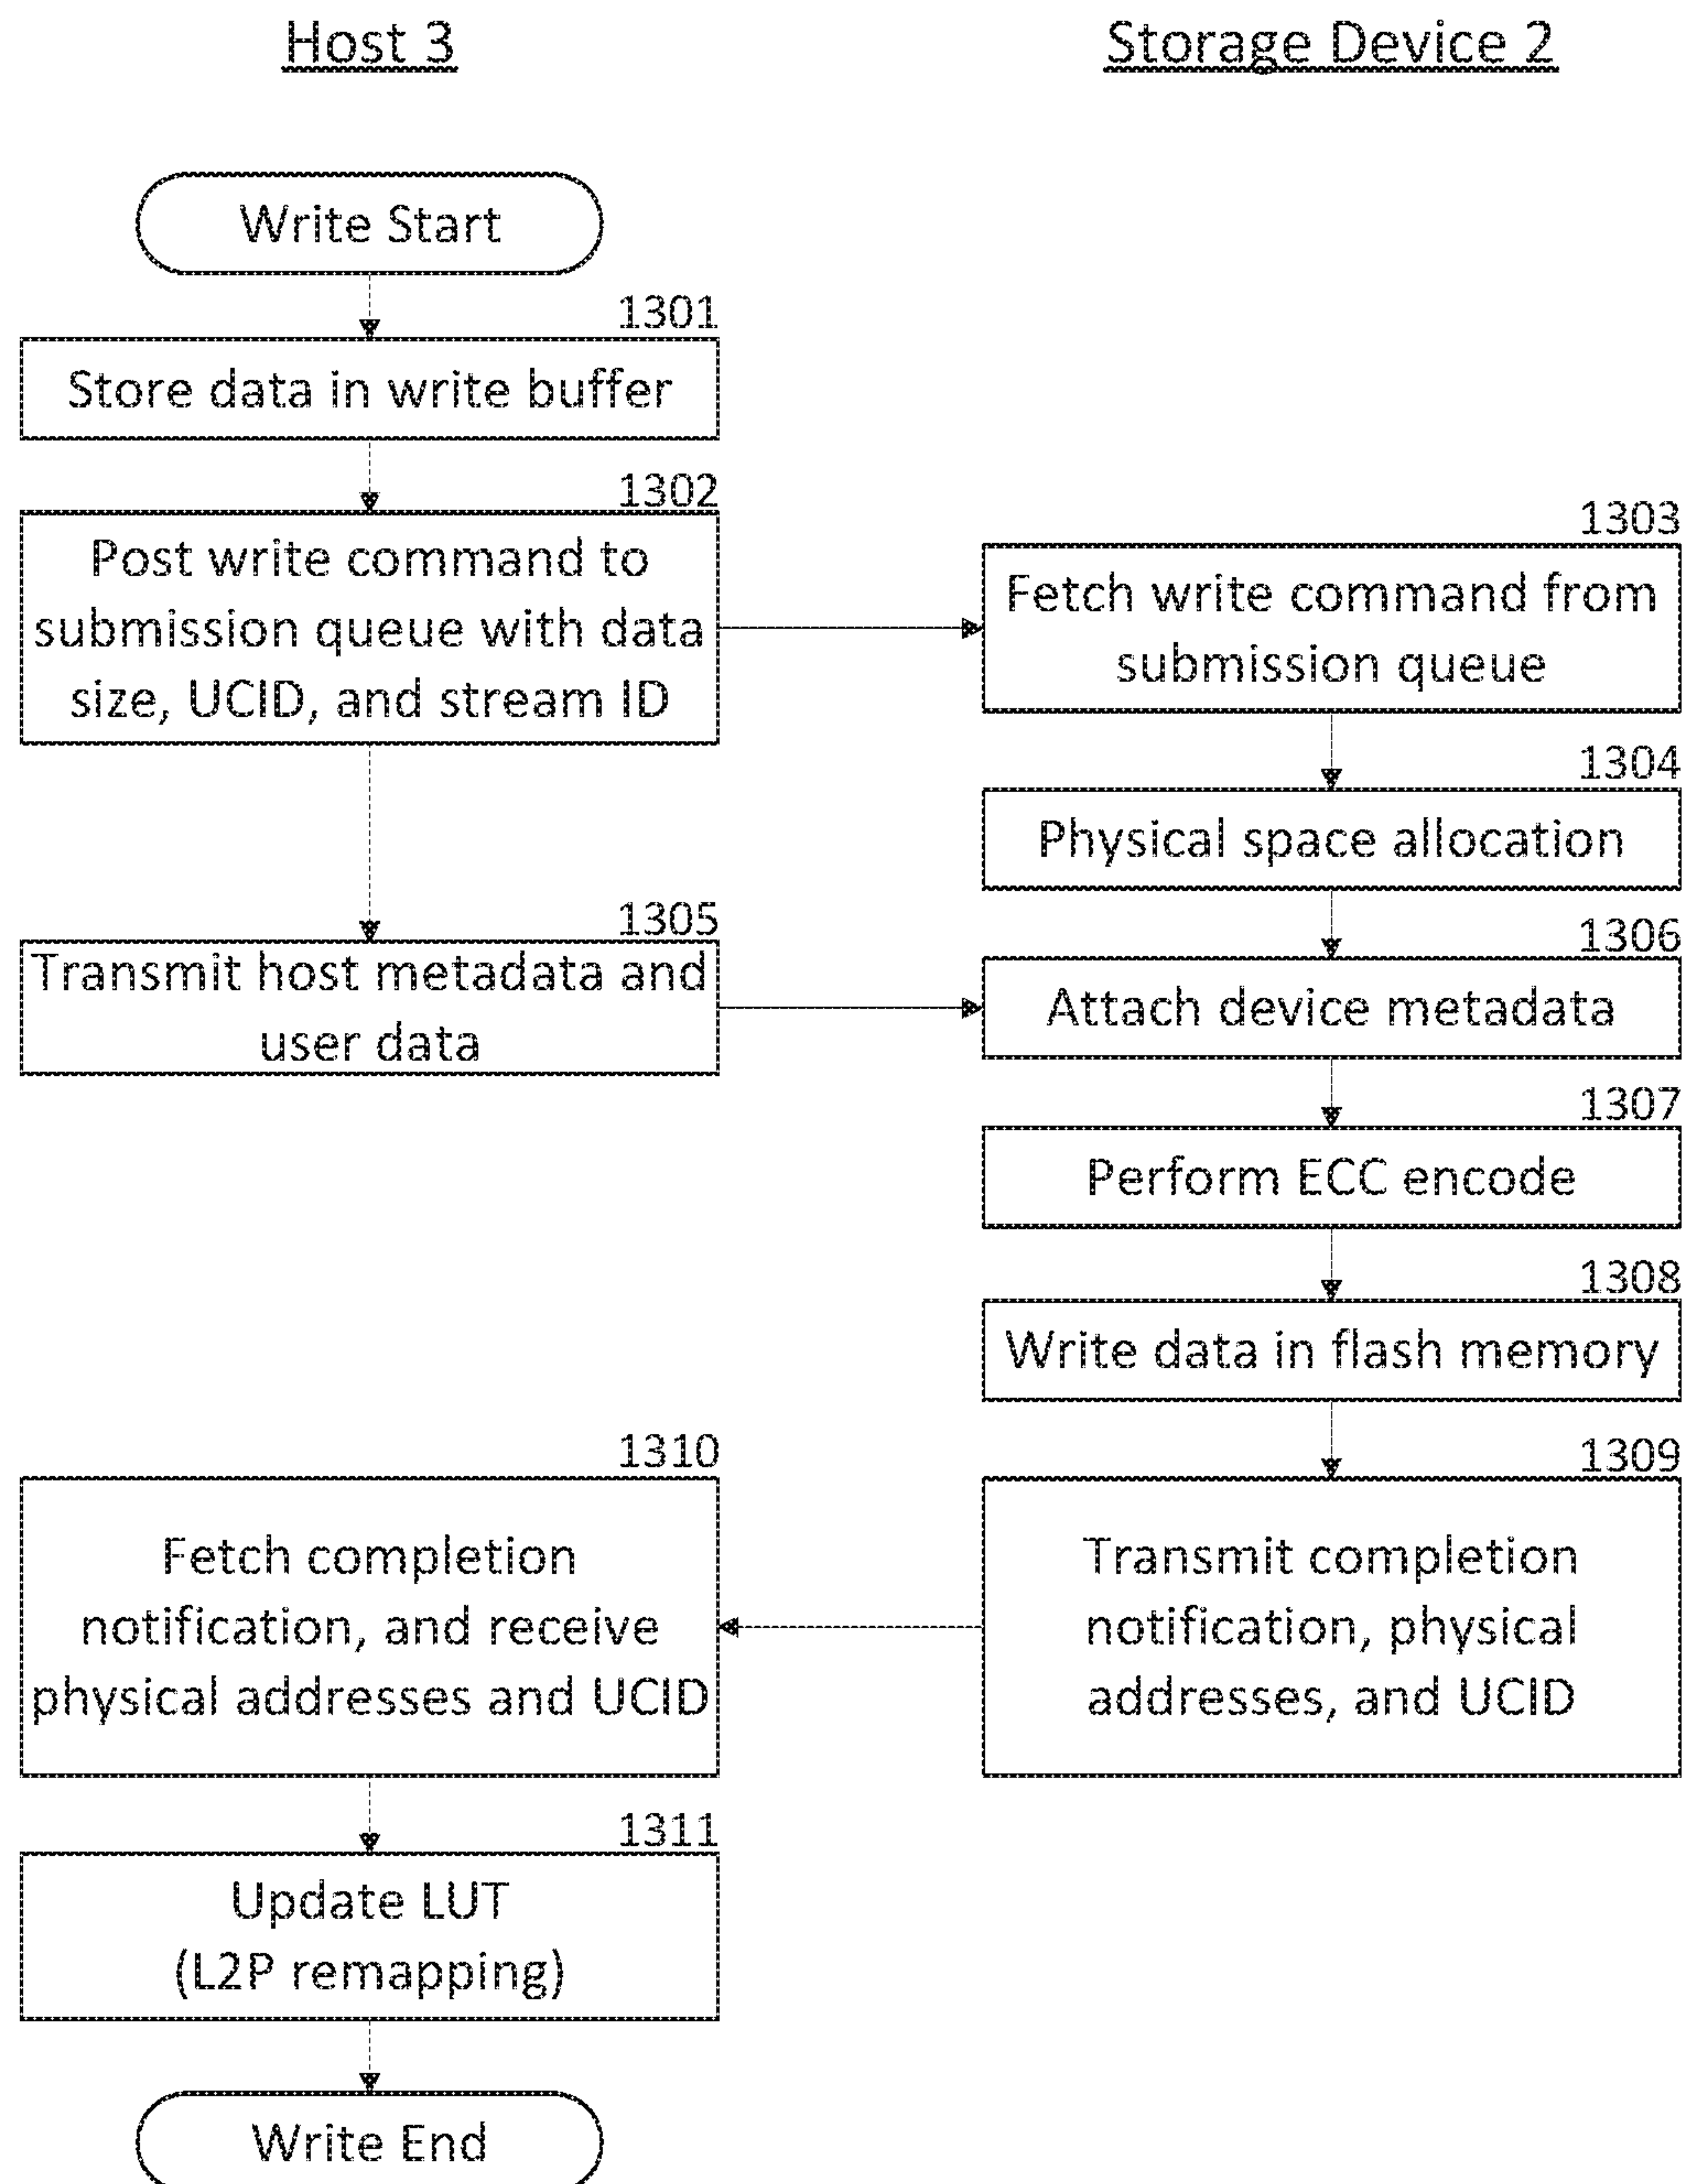 Host 3
Storage Device 2
Write Start
1301
Store data in write buffer
1302
Post write command to
submission queue with data
size, UCID, and stream ID
1303
Fetch write command from
submission queue
1304
Physical space allocation
1305
Transmit host metadata and
user data
1306
Attach device metadata
1307
Perform ECC encode
1308
Write data in flash memory
1309
Transmit completion
notification, physical
addresses, and UCID
1310
Fetch completion
notification, and receive
physical addresses and UCID
1311
Update LUT
(L2P remapping)
Write End